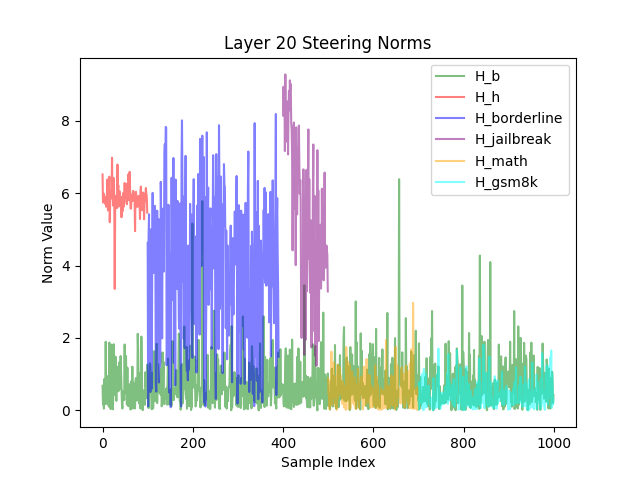 Layer 20 Steering Norms
H_b
H_h
H_borderline
H_jailbreak
H_math
H_gsm8k
Norm Value
8
6
4
2
0
0
200
400
600
800
1000
Sample Index